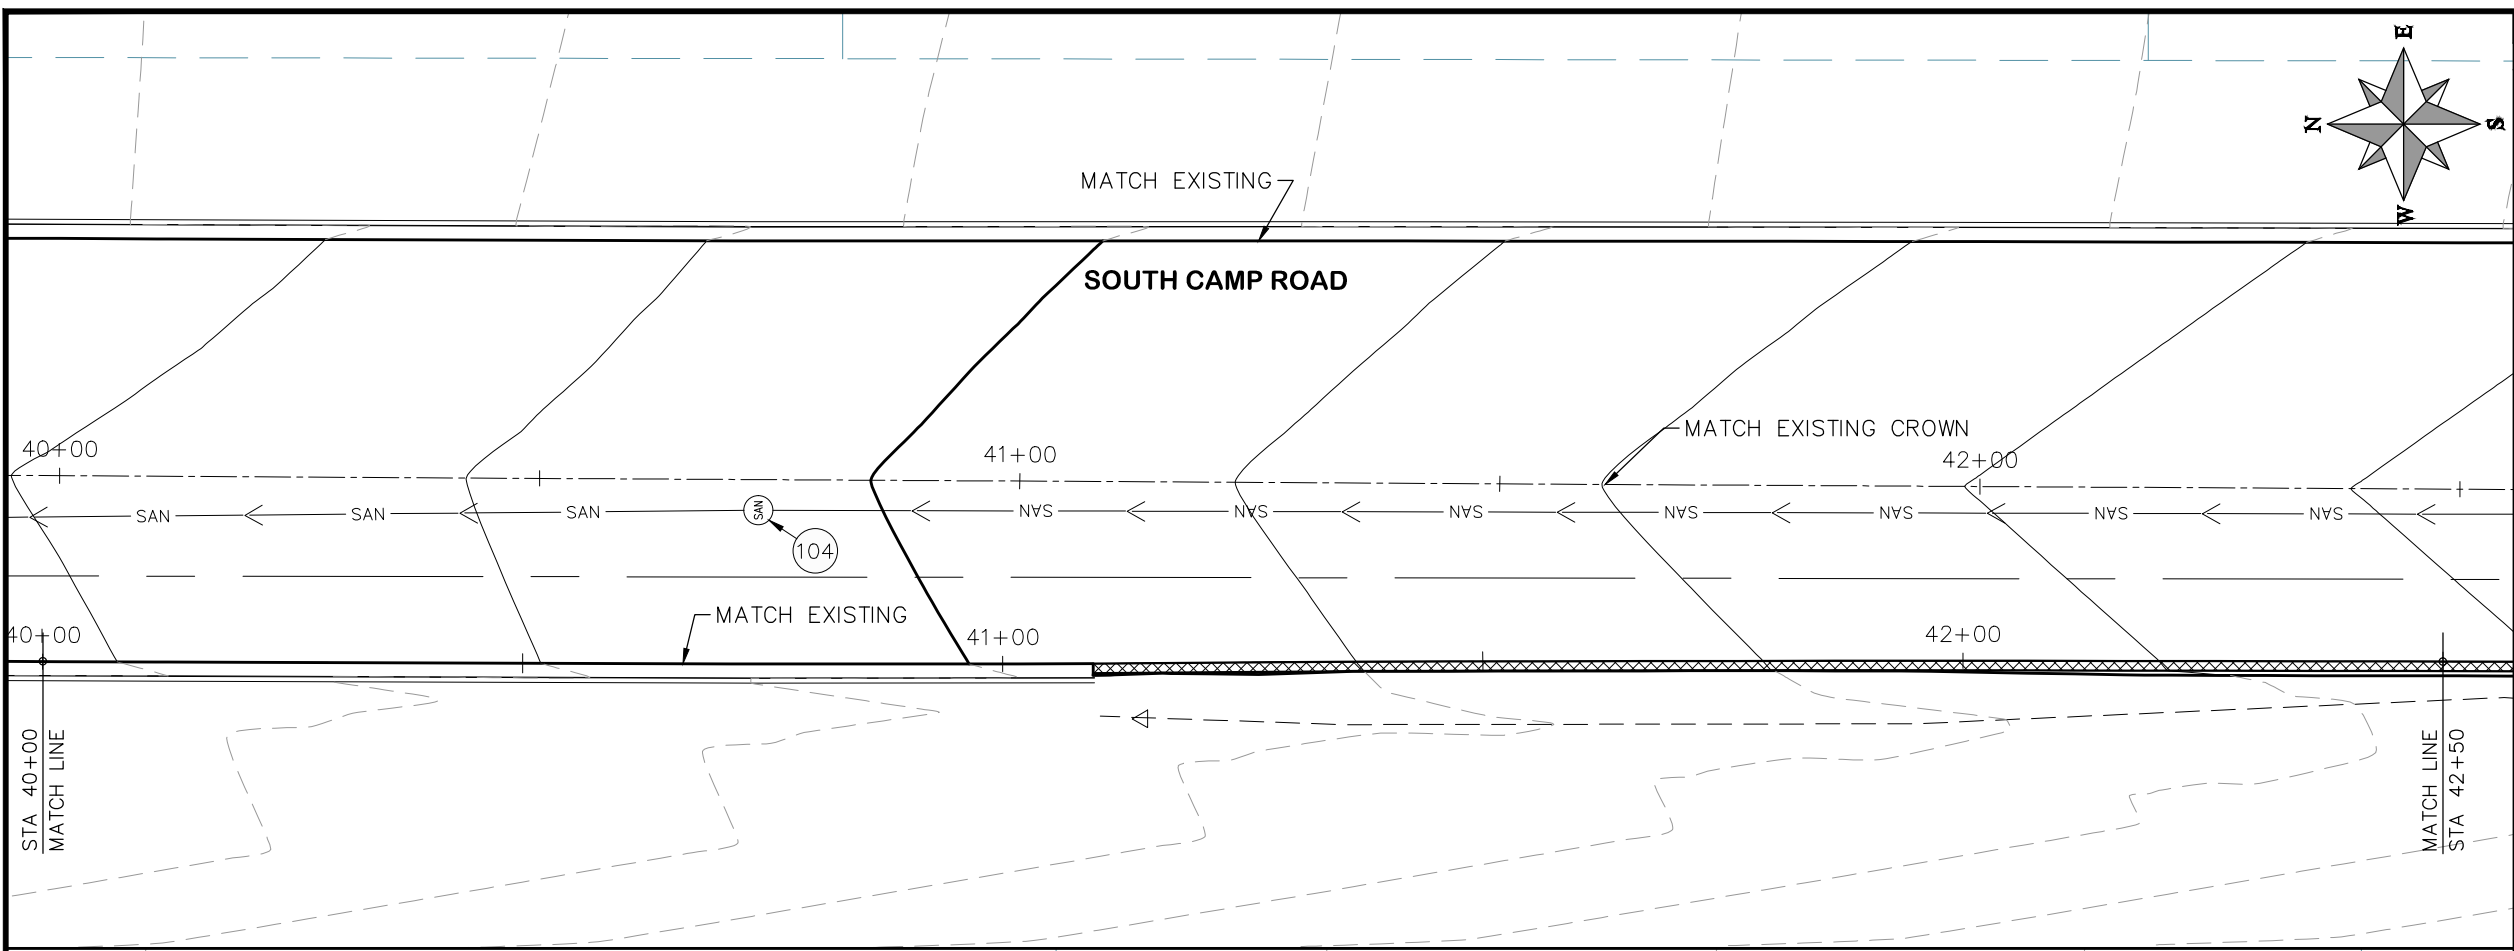 E
N
S
W
MATCH EXISTING
SOUTH CAMP ROAD
MATCH EXISTING CROWN
40+00
41+00
42+00
SAN SAN SAN SAN SAN SAN SAN SAN SAN SAN SAN
104
MATCH EXISTING
40+00
41+00
42+00
STA 40+00
MATCH LINE
MATCH LINE
STA 42+50